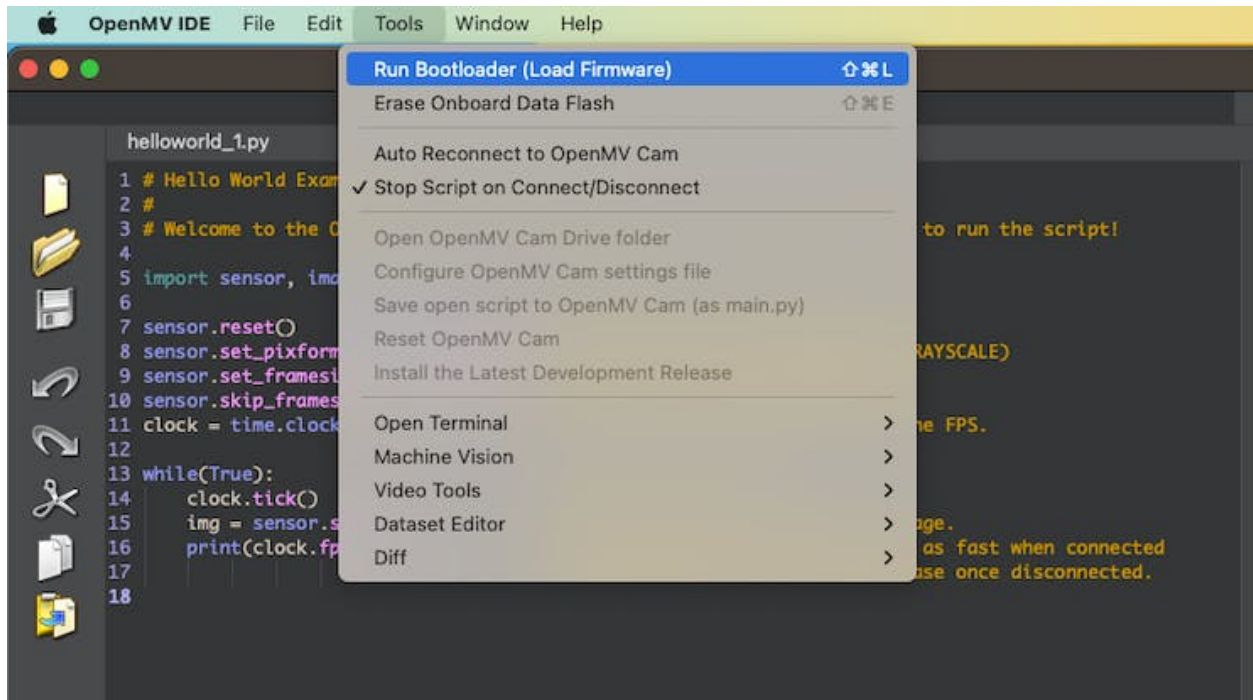 OpenMV IDE File Edit Tools Window Help
Run Bootloader (Load Firmware) ⇧⌘L
Erase Onboard Data Flash ⇧⌘E
Auto Reconnect to OpenMV Cam
✓ Stop Script on Connect/Disconnect
Open OpenMV Cam Drive folder
Configure OpenMV Cam settings file
Save open script to OpenMV Cam (as main.py)
Reset OpenMV Cam
Install the Latest Development Release
Open Terminal >
Machine Vision >
Video Tools >
Dataset Editor >
Diff >
helloworld_1.py
1 # Hello World Exam
2 #
3 # Welcome to the O to run the script!
4
5 import sensor, ima
6
7 sensor.reset()
8 sensor.set_pixform RAYSCALE)
9 sensor.set_framesi
10 sensor.skip_frames
11 clock = time.clock he FPS.
12
13 while(True):
14 clock.tick()
15 img = sensor.s age.
16 print(clock.fp as fast when connected
17 ase once disconnected.
18